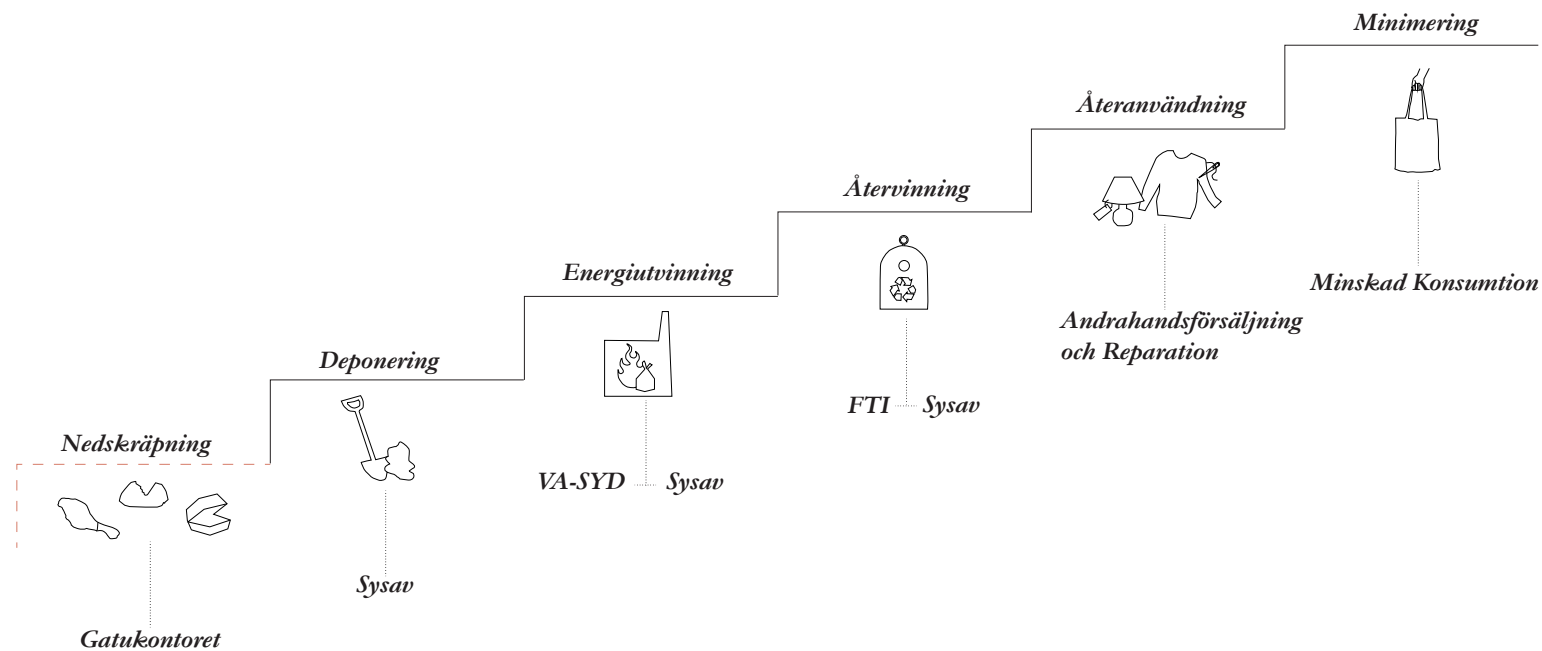 Minimering
Återanvändning
Återvinning
Energiutvinning
Deponering
Nedskräpning
Minskad Konsumtion
Andrahandsförsäljning
och Reparation
FTI Sysav
VA-SYD Sysav
Sysav
Gatukontoret